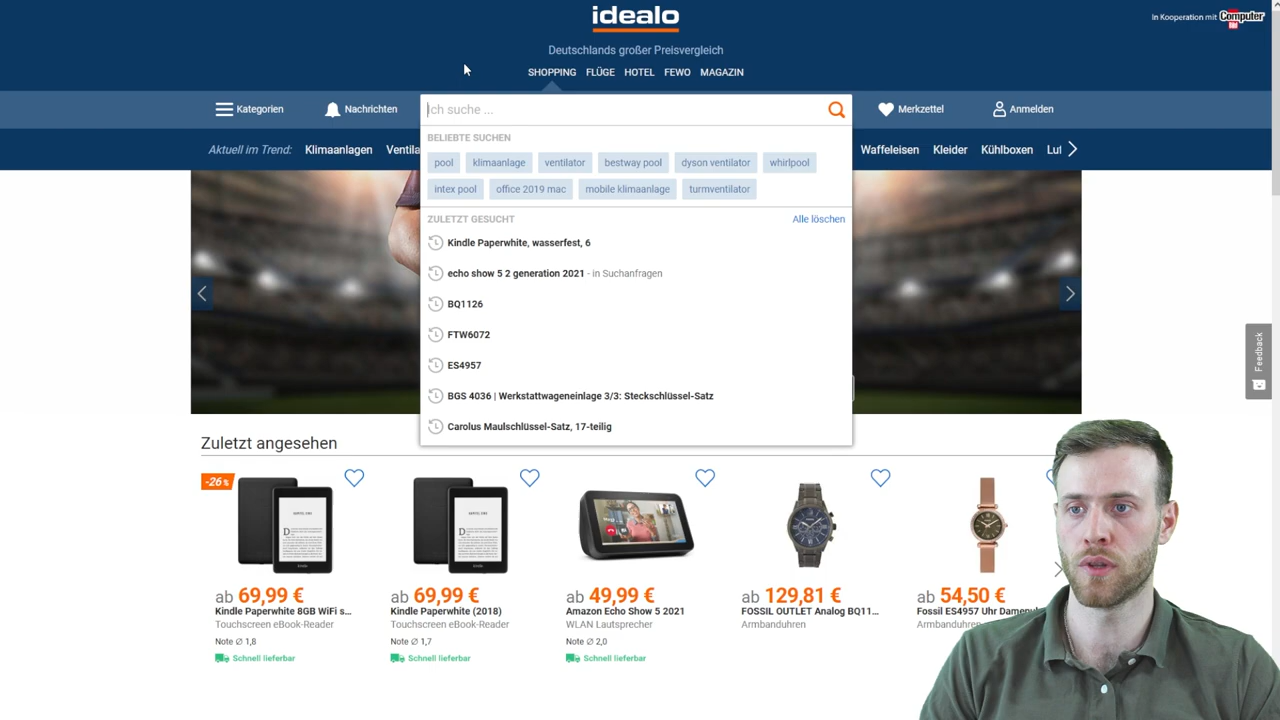 idealo
In Kooperation mit Computer Bild
Deutschlands großer Preisvergleich
SHOPPING FLÜGE HOTEL FEWO MAGAZIN
Kategorien Nachrichten Ich suche ... Merkzettel Anmelden
Aktuell im Trend: Klimaanlagen Ventila Waffeleisen Kleider Kühlboxen Luf
BELIEBTE SUCHEN
pool klimaanlage ventilator bestway pool dyson ventilator whirlpool
intex pool office 2019 mac mobile klimaanlage turmventilator
ZULETZT GESUCHT Alle löschen
Kindle Paperwhite, wasserfest, 6
echo show 5 2 generation 2021 - in Suchanfragen
BQ1126
FTW6072
ES4957
BGS 4036 | Werkstattwageneinlage 3/3: Steckschlüssel-Satz
Carolus Maulschlüssel-Satz, 17-teilig
Feedback
Zuletzt angesehen
-26 %
ab 69,99 € ab 69,99 € ab 49,99 € ab 129,81 € ab 54,50 €
Kindle Paperwhite 8GB WiFi s... Kindle Paperwhite (2018) Amazon Echo Show 5 2021 FOSSIL OUTLET Analog BQ11... Fossil ES4957 Uhr Damenu
Touchscreen eBook-Reader Touchscreen eBook-Reader WLAN Lautsprecher Armbanduhren Armbanduhren
Note Ø 1,8 Note Ø 1,7 Note Ø 2,0
Schnell lieferbar Schnell lieferbar Schnell lieferbar